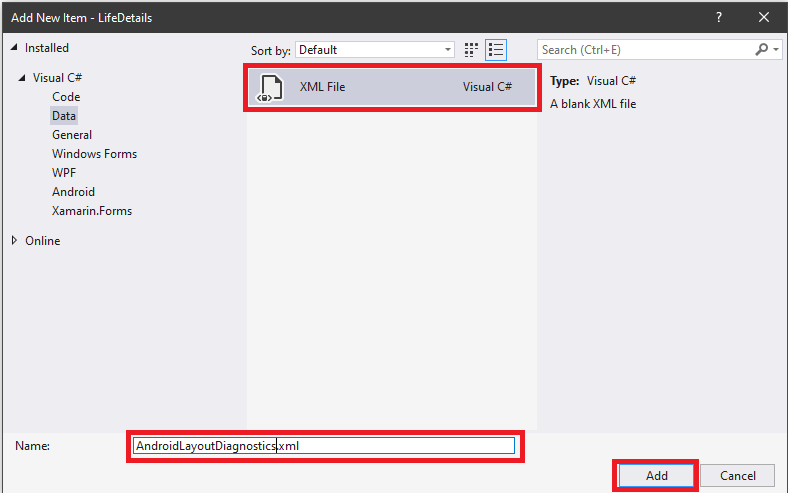 Add New Item - LifeDetails ?
Installed
Sort by: Default
Search (Ctrl+E)
Visual C#
Code
Data
General
Windows Forms
WPF
Android
Xamarin.Forms
Online
XML File Visual C#
Type: Visual C#
A blank XML file
Name: AndroidLayoutDiagnostics.xml
Add Cancel